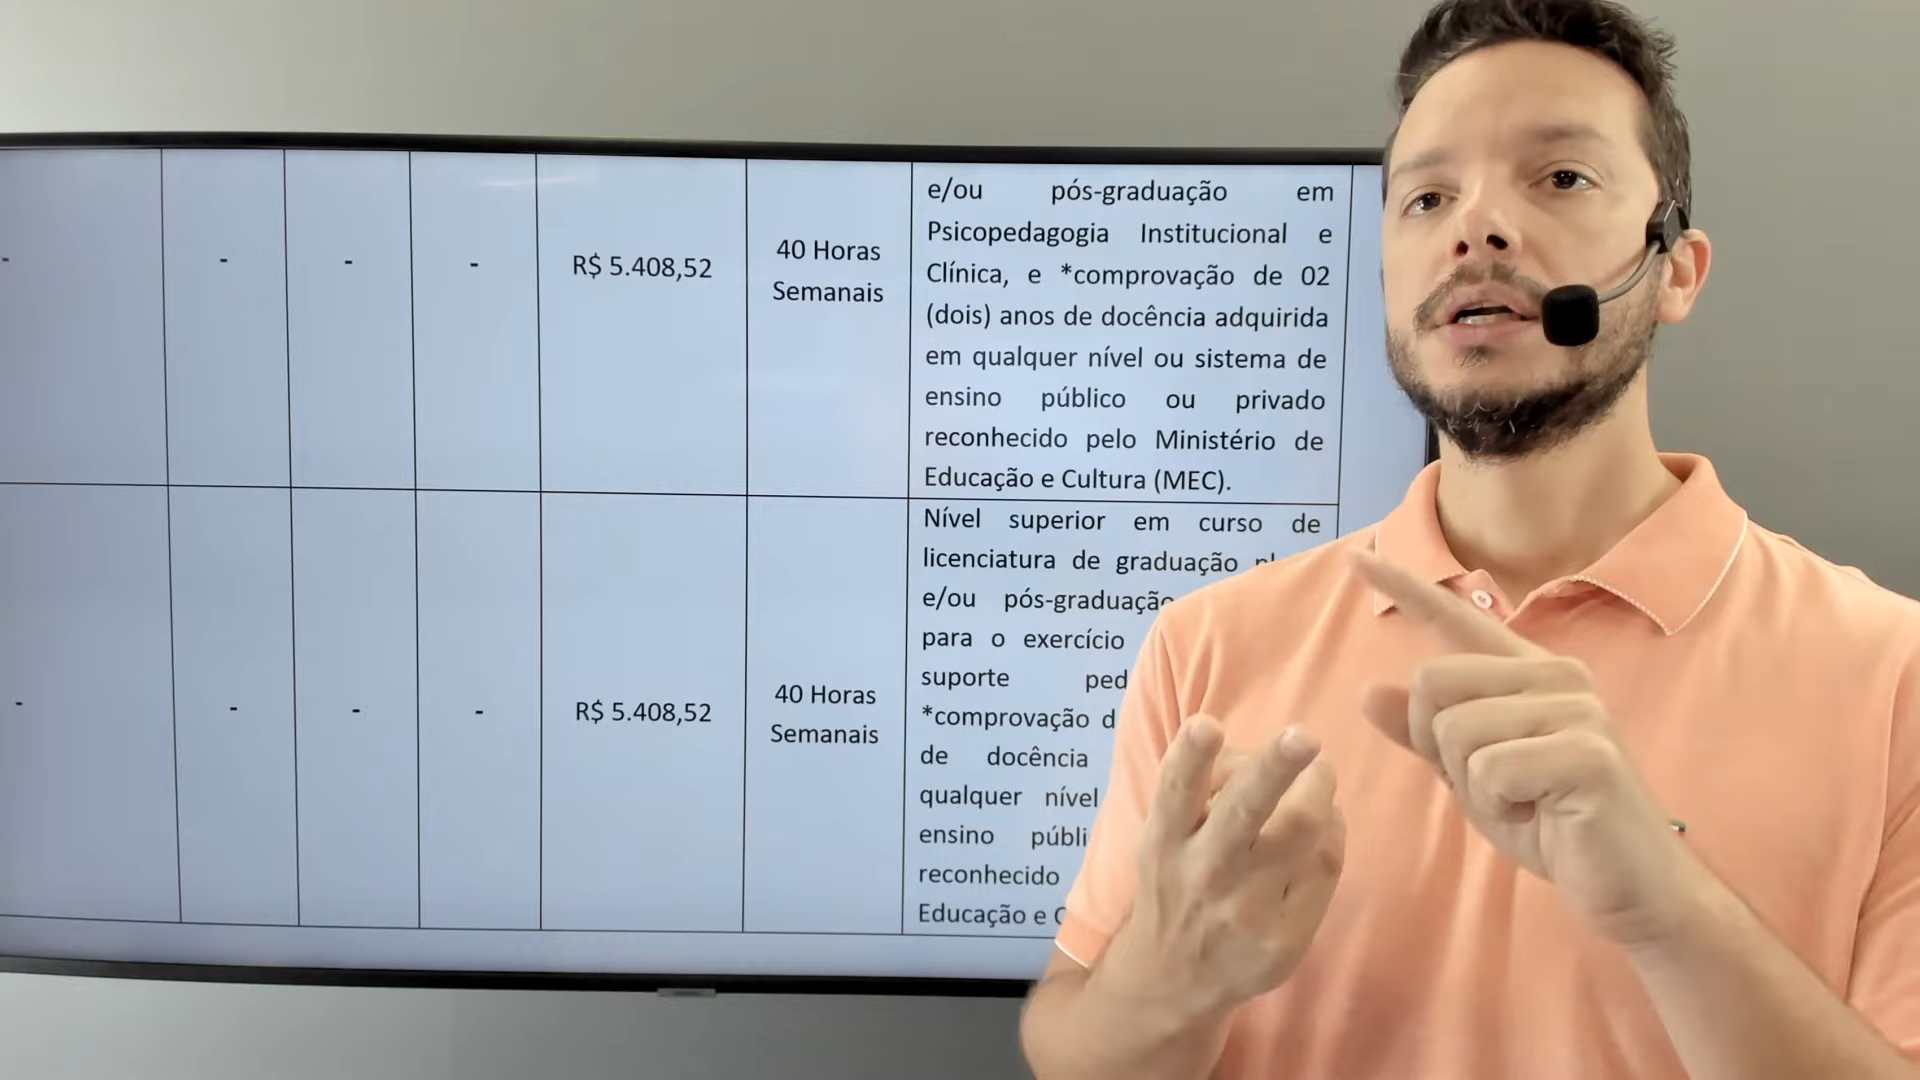 - - - - R$ 5.408,52
40 Horas
Semanais
e/ou pós-graduação em
Psicopedagogia Institucional e
Clínica, e *comprovação de 02
(dois) anos de docência adquirida
em qualquer nível ou sistema de
ensino público ou privado
reconhecido pelo Ministério de
Educação e Cultura (MEC).
- - - - R$ 5.408,52
40 Horas
Semanais
Nível superior em curso de
licenciatura de graduação
e/ou pós-graduação
para o exercício
suporte
*comprovação
de docência
qualquer nível
ensino
reconhecido
Educação e